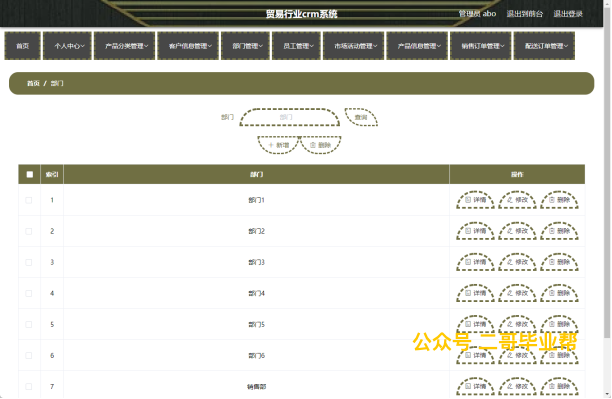 贸易行业crm系统
管理员 abo 退出到前台 退出登录
首页 个人中心 产品分类管理 客户信息管理 部门管理 员工管理 市场活动管理 产品信息管理 销售订单管理 配送订单管理
首页 / 部门
部门 部门 查询
+ 新增 删除
索引 部门 操作
1 部门1 详情 修改 删除
2 部门2 详情 修改 删除
3 部门3 详情 修改 删除
4 部门4 详情 修改 删除
5 部门5 详情 修改 删除
公众号 二哥毕业帮
6 部门6 详情 修改 删除
7 销售部 详情 修改 删除